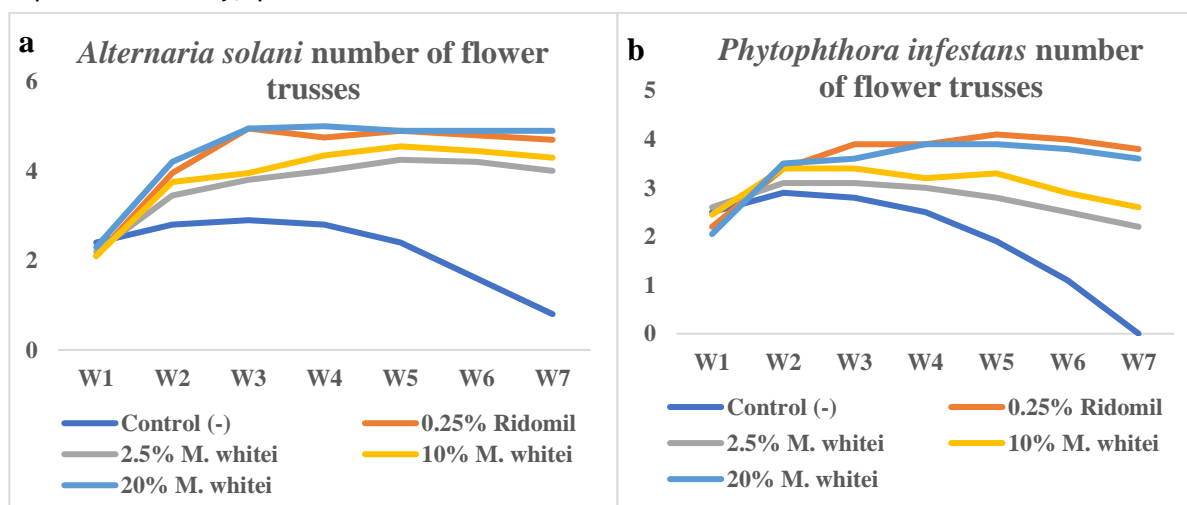 a
Alternaria solani number of flower
trusses
6
4
2
0
W1 W2 W3 W4 W5 W6 W7
Control (-) 0.25% Ridomil
2.5% M. whitei 10% M. whitei
20% M. whitei
b
Phytophthora infestans number
of flower trusses
5
4
3
2
1
0
W1 W2 W3 W4 W5 W6 W7
Control (-) 0.25% Ridomil
2.5% M. whitei 10% M. whitei
20% M. whitei